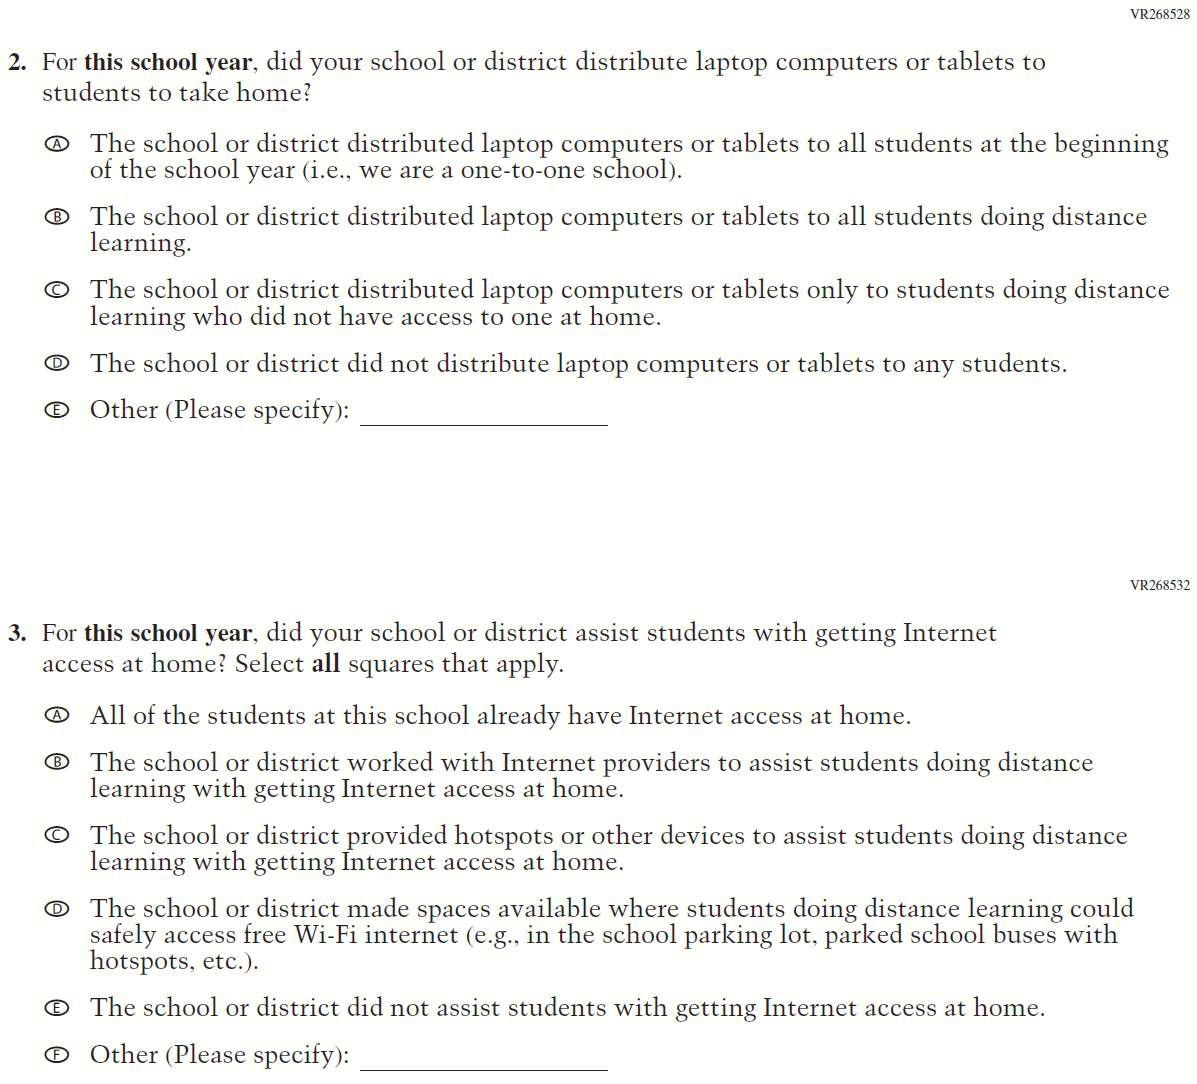 VR268528
2. For this school year, did your school or district distribute laptop computers or tablets to
students to take home?
A The school or district distributed laptop computers or tablets to all students at the beginning
of the school year (i.e., we are a one-to-one school).
B The school or district distributed laptop computers or tablets to all students doing distance
learning.
C The school or district distributed laptop computers or tablets only to students doing distance
learning who did not have access to one at home.
D The school or district did not distribute laptop computers or tablets to any students.
E Other (Please specify):
VR268532
3. For this school year, did your school or district assist students with getting Internet
access at home? Select all squares that apply.
A All of the students at this school already have Internet access at home.
B The school or district worked with Internet providers to assist students doing distance
learning with getting Internet access at home.
C The school or district provided hotspots or other devices to assist students doing distance
learning with getting Internet access at home.
D The school or district made spaces available where students doing distance learning could
safely access free Wi-Fi internet (e.g., in the school parking lot, parked school buses with
hotspots, etc.).
E The school or district did not assist students with getting Internet access at home.
F Other (Please specify):